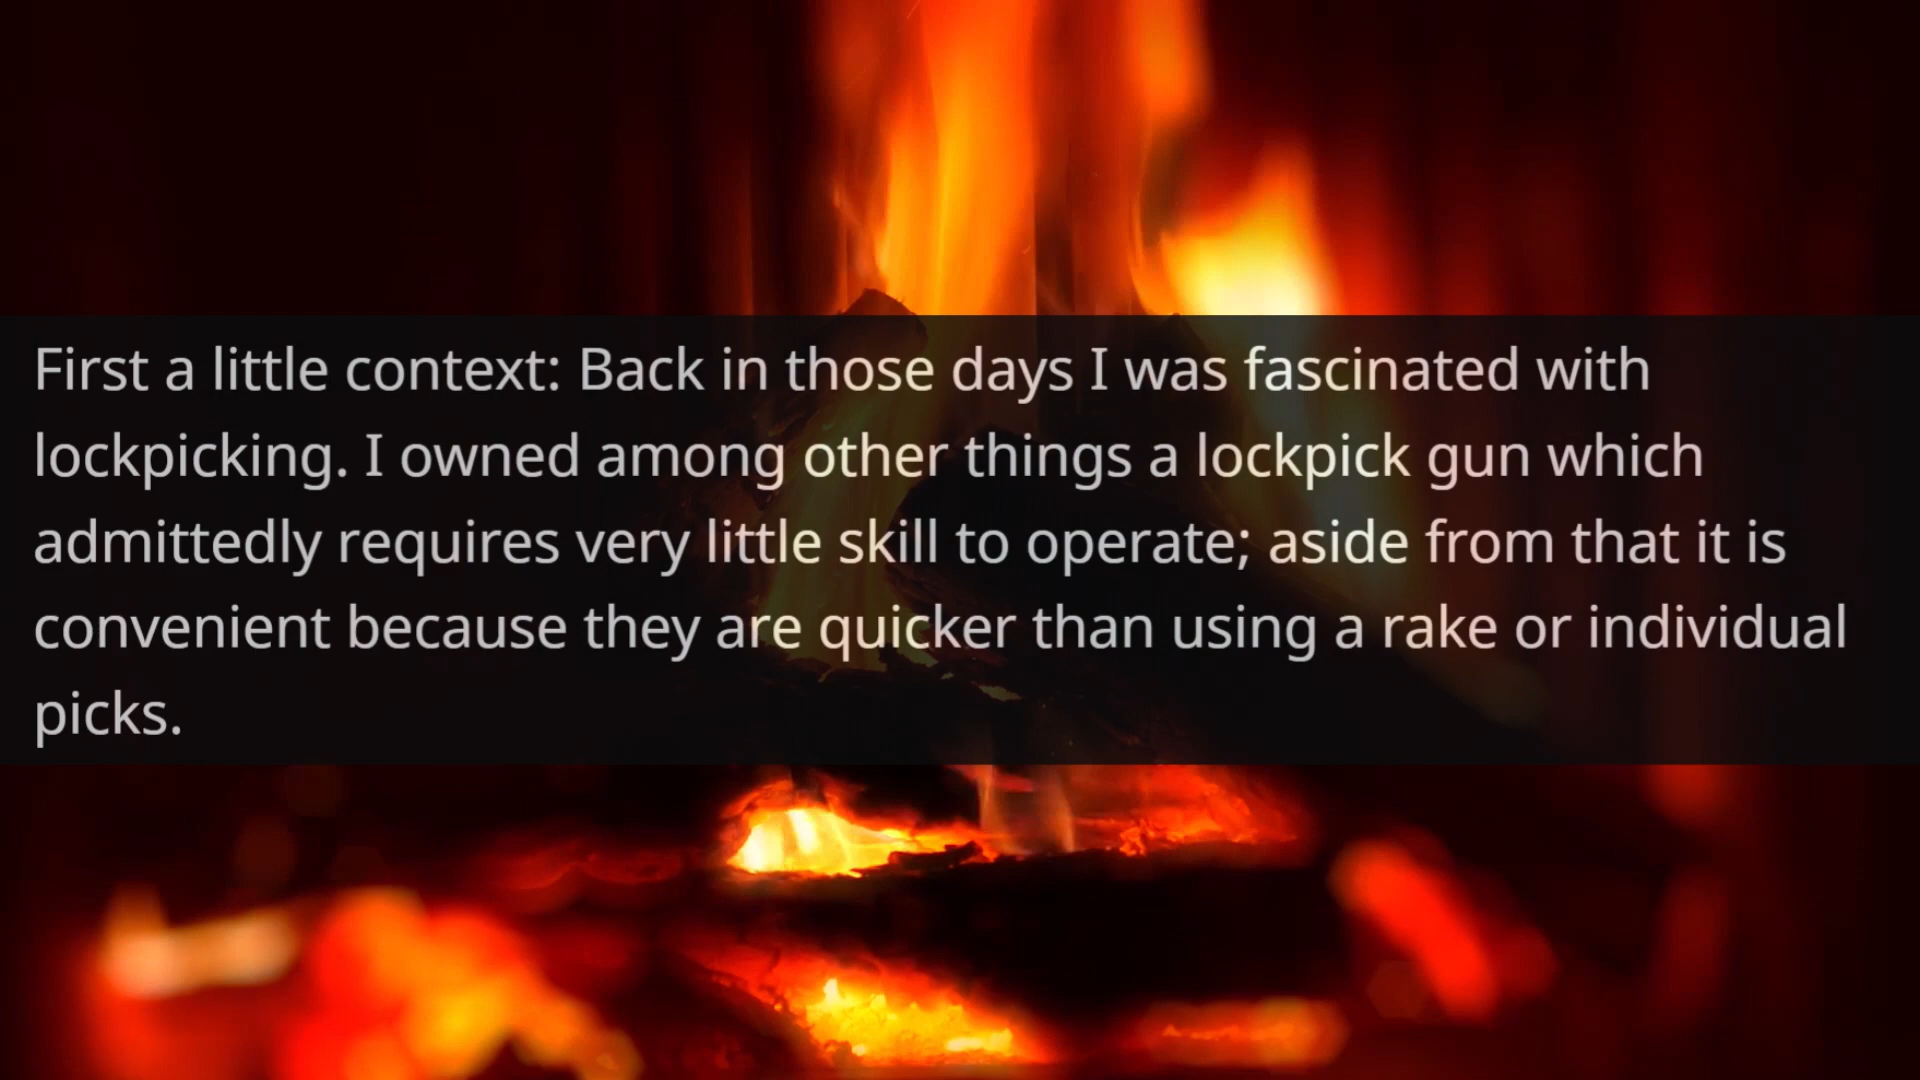 First a little context: Back in those days I was fascinated with
lockpicking. I owned among other things a lockpick gun which
admittedly requires very little skill to operate; aside from that it is
convenient because they are quicker than using a rake or individual
picks.